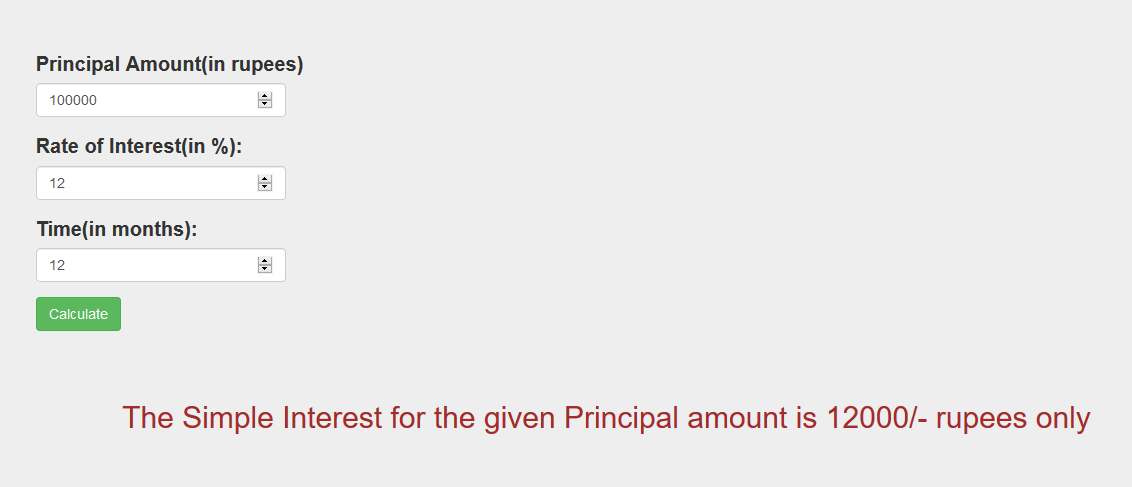 Principal Amount(in rupees)
100000
Rate of Interest(in %):
12
Time(in months):
12
Calculate
The Simple Interest for the given Principal amount is 12000/- rupees only